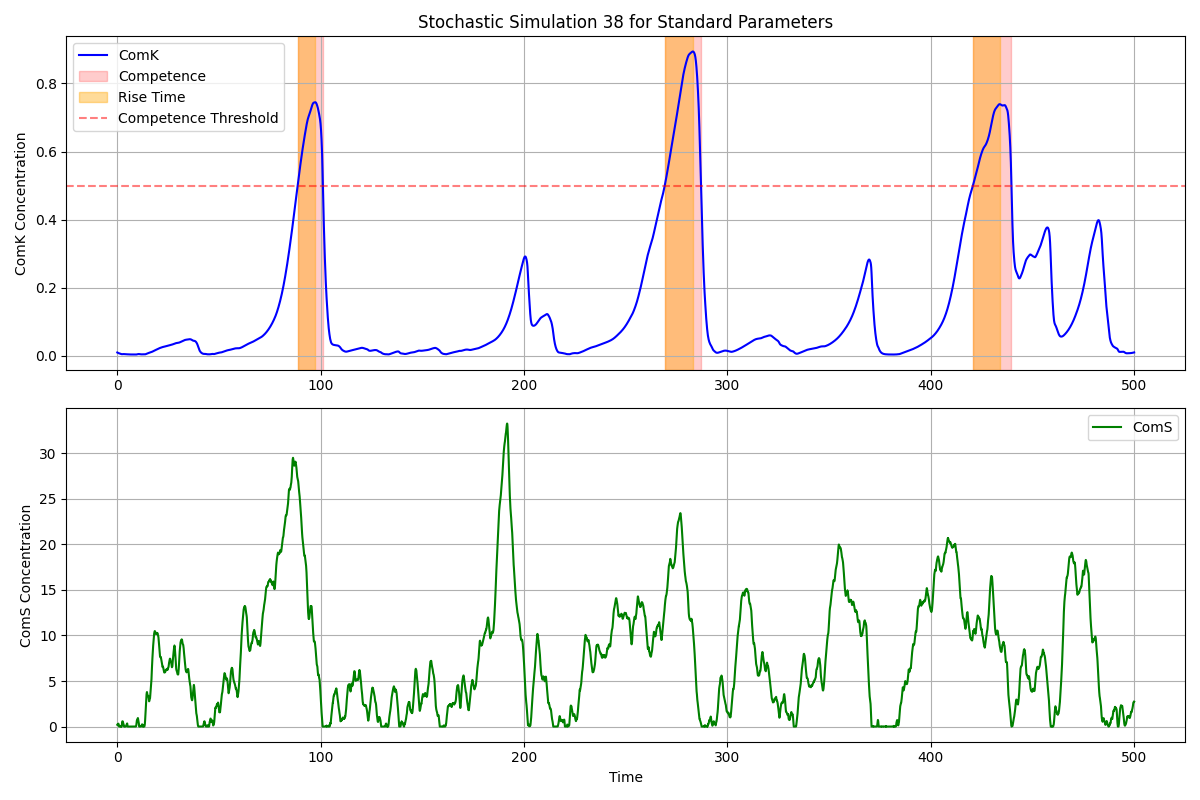 Stochastic Simulation 38 for Standard Parameters
ComK Concentration
ComK
Competence
Rise Time
Competence Threshold
0.8
0.6
0.4
0.2
0.0
0 100 200 300 400 500
ComS Concentration
ComS
30
25
20
15
10
5
0
0 100 200 300 400 500
Time